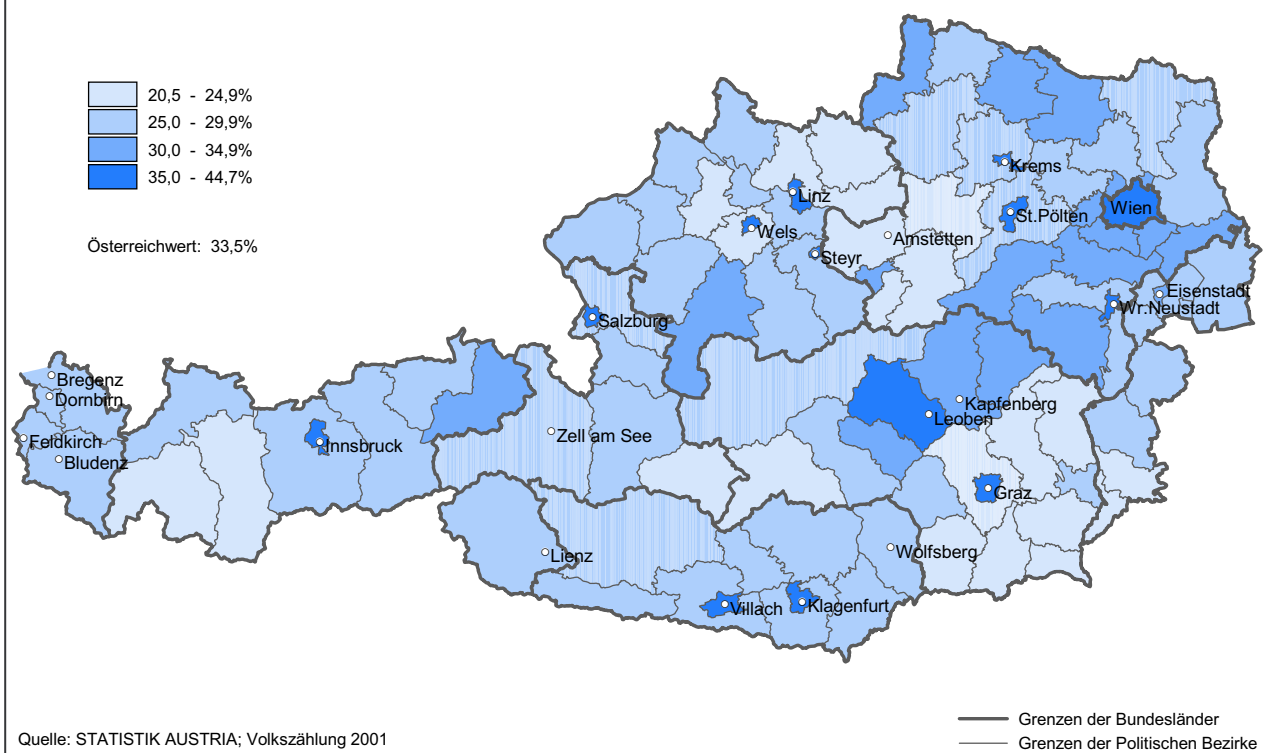 20,5 - 24,9%
25,0 - 29,9%
30,0 - 34,9%
35,0 - 44,7%
Österreichwert: 33,5%
Krems
Linz
St.Pölten
Wien
Wels
Amstetten
Steyr
Eisenstadt
Wr.Neustadt
Salzburg
Bregenz
Dornbirn
Kapfenberg
Leoben
Feldkirch
Innsbruck
Zell am See
Bludenz
Graz
Lienz
Wolfsberg
Villach
Klagenfurt
Grenzen der Bundesländer
Quelle: STATISTIK AUSTRIA; Volkszählung 2001
Grenzen der Politischen Bezirke